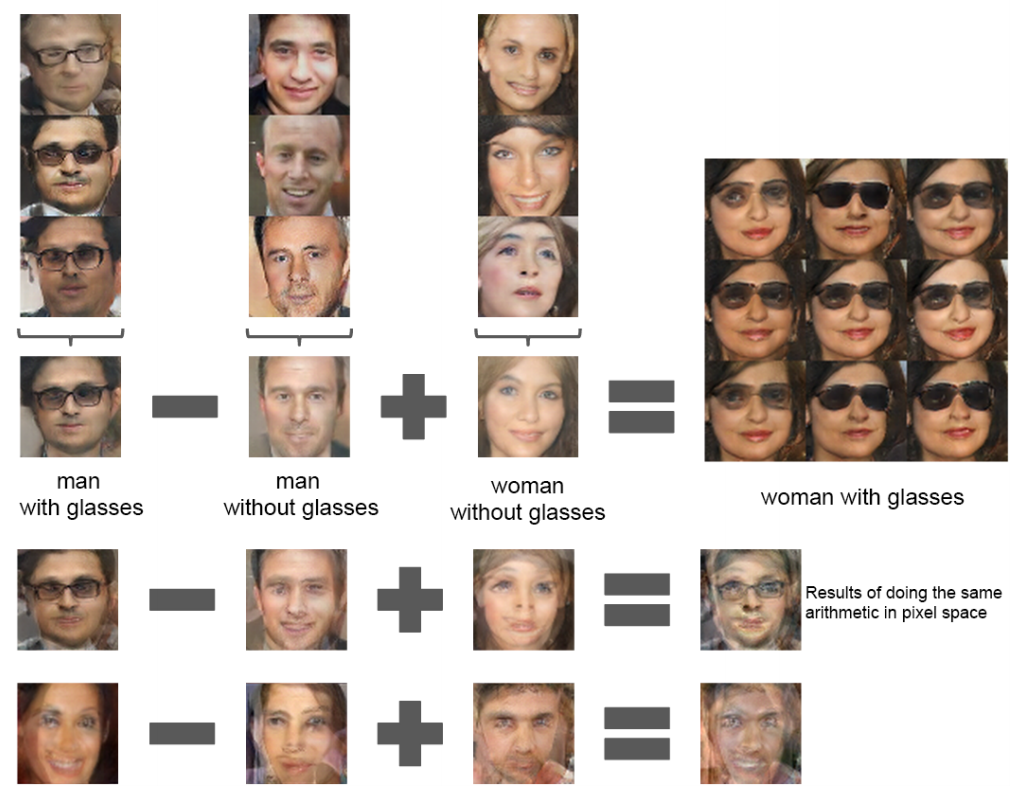 man
with glasses
man
without glasses
woman
without glasses
woman with glasses
Results of doing the same
arithmetic in pixel space